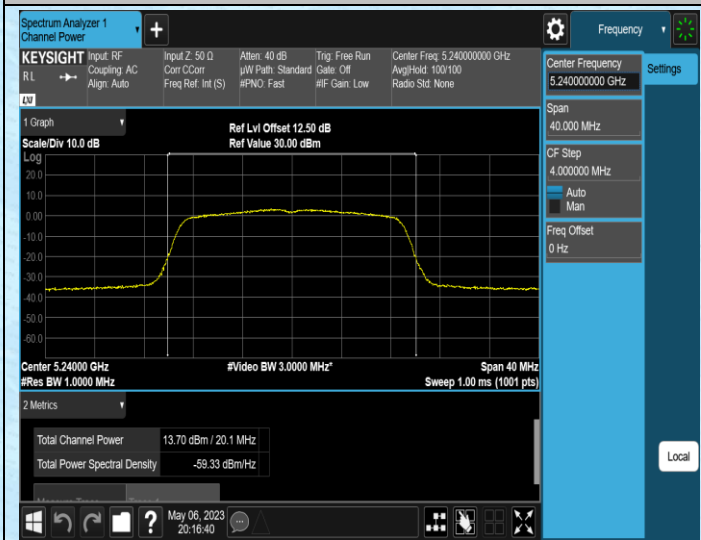 Spectrum Analyzer 1
Channel Power
+
Frequency
KEYSIGHT
R L
LXI
Input: RF
Coupling: AC
Align: Auto
Input Z: 50 Ω
Corr CCorr
Freq Ref: Int (S)
Atten: 40 dB
µW Path: Standard
#PNO: Fast
Trig: Free Run
Gate: Off
#IF Gain: Low
Center Freq: 5.240000000 GHz
Avg|Hold: 100/100
Radio Std: None
Center Frequency
5.240000000 GHz
Settings
Span
40.000 MHz
CF Step
4.000000 MHz
Auto
Man
Freq Offset
0 Hz
1 Graph
Scale/Div 10.0 dB
Ref Lvl Offset 12.50 dB
Ref Value 30.00 dBm
Log
20.0
10.0
0.00
-10.0
-20.0
-30.0
-40.0
-50.0
-60.0
Center 5.24000 GHz
#Video BW 3.0000 MHz*
Span 40 MHz
#Res BW 1.0000 MHz
Sweep 1.00 ms (1001 pts)
2 Metrics
Total Channel Power 13.70 dBm / 20.1 MHz
Total Power Spectral Density -59.33 dBm/Hz
Local
?
May 06, 2023
20:16:40